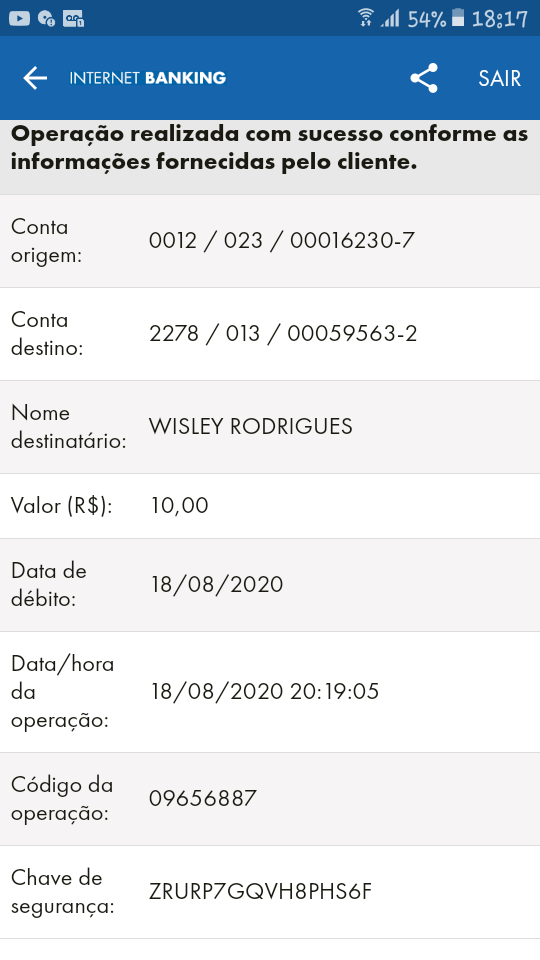 54% 18:17
INTERNET BANKING SAIR
Operação realizada com sucesso conforme as
informações fornecidas pelo cliente.
Conta
origem:
0012 / 023 / 00016230-7
Conta
destino:
2278 / 013 / 00059563-2
Nome
destinatário:
WISLEY RODRIGUES
Valor (R$): 10,00
Data de
débito:
18/08/2020
Data/hora
da
operação:
18/08/2020 20:19:05
Código da
operação:
09656887
Chave de
segurança:
ZRURP7GQVH8PHS6F